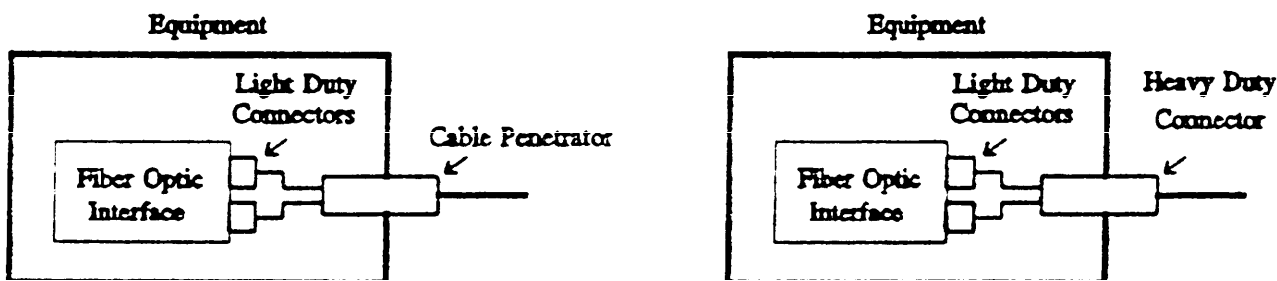 Equipment
Light Duty
Connectors
Cable Penetrator
Fiber Optic
Interface
Equipment
Light Duty
Connectors
Heavy Duty
Connector
Fiber Optic
Interface